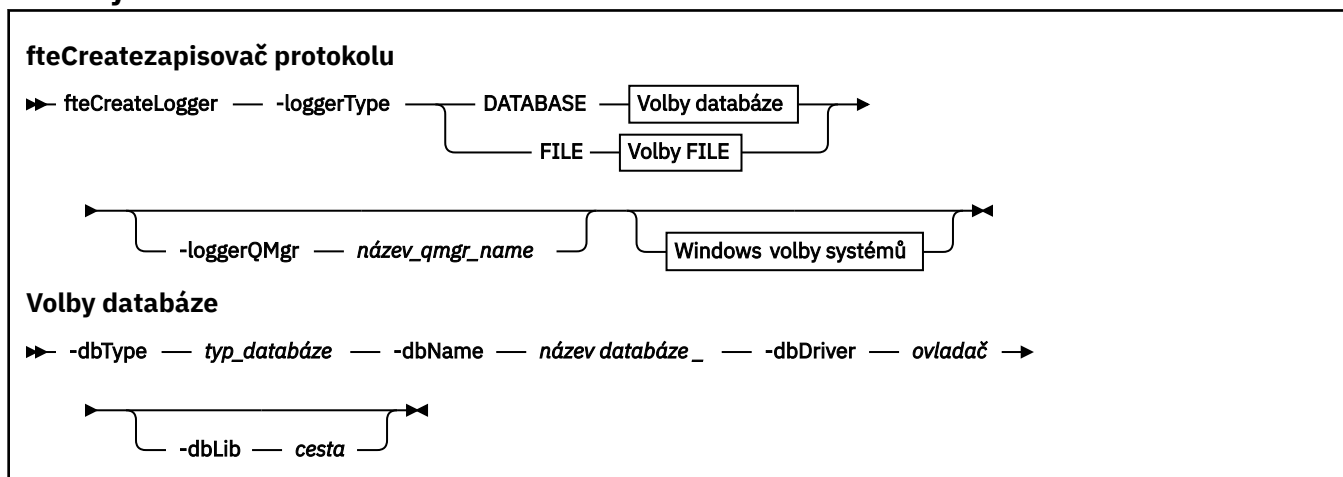 fteCreatezapisovač protokolu
fteCreateLogger -loggerType DATABASE Volby databáze
FILE Volby FILE
-loggerQMgr název_qmgr_name Windows volby systémů
Volby databáze
-dbType typ_databáze -dbName název databáze _ -dbDriver ovladač
-dbLib cesta